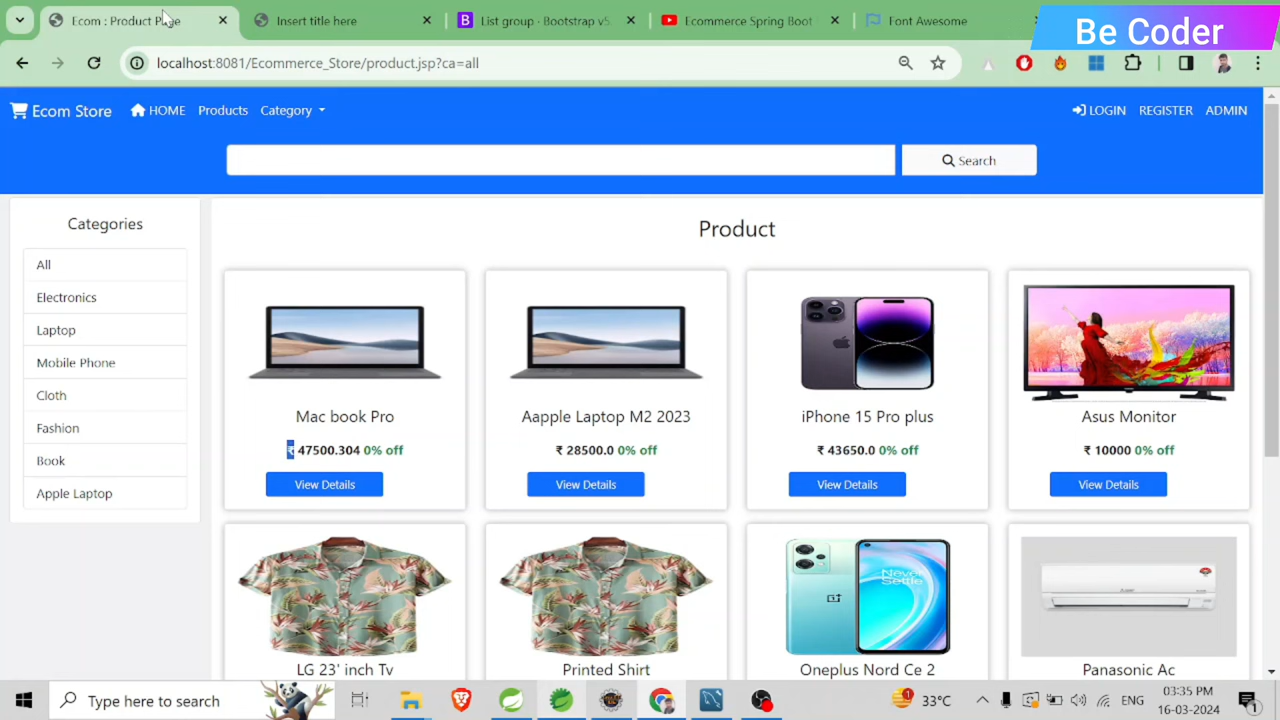 Ecom : Product Page
Insert title here
List group · Bootstrap v5.
Ecommerce Spring Boot
Font Awesome
Be Coder
localhost:8081/Ecommerce_Store/product.jsp?ca=all
Ecom Store
HOME
Products
Category
LOGIN
REGISTER
ADMIN
Search
Categories
All
Electronics
Laptop
Mobile Phone
Cloth
Fashion
Book
Apple Laptop
Product
Mac book Pro
₹ 47500.304 0% off
View Details
Aapple Laptop M2 2023
₹ 28500.0 0% off
View Details
iPhone 15 Pro plus
₹ 43650.0 0% off
View Details
Asus Monitor
₹ 10000 0% off
View Details
LG 23' inch Tv
Printed Shirt
Never
Settle
Oneplus Nord Ce 2
Panasonic Ac
Type here to search
1
33°C
ENG
03:35 PM
16-03-2024
1